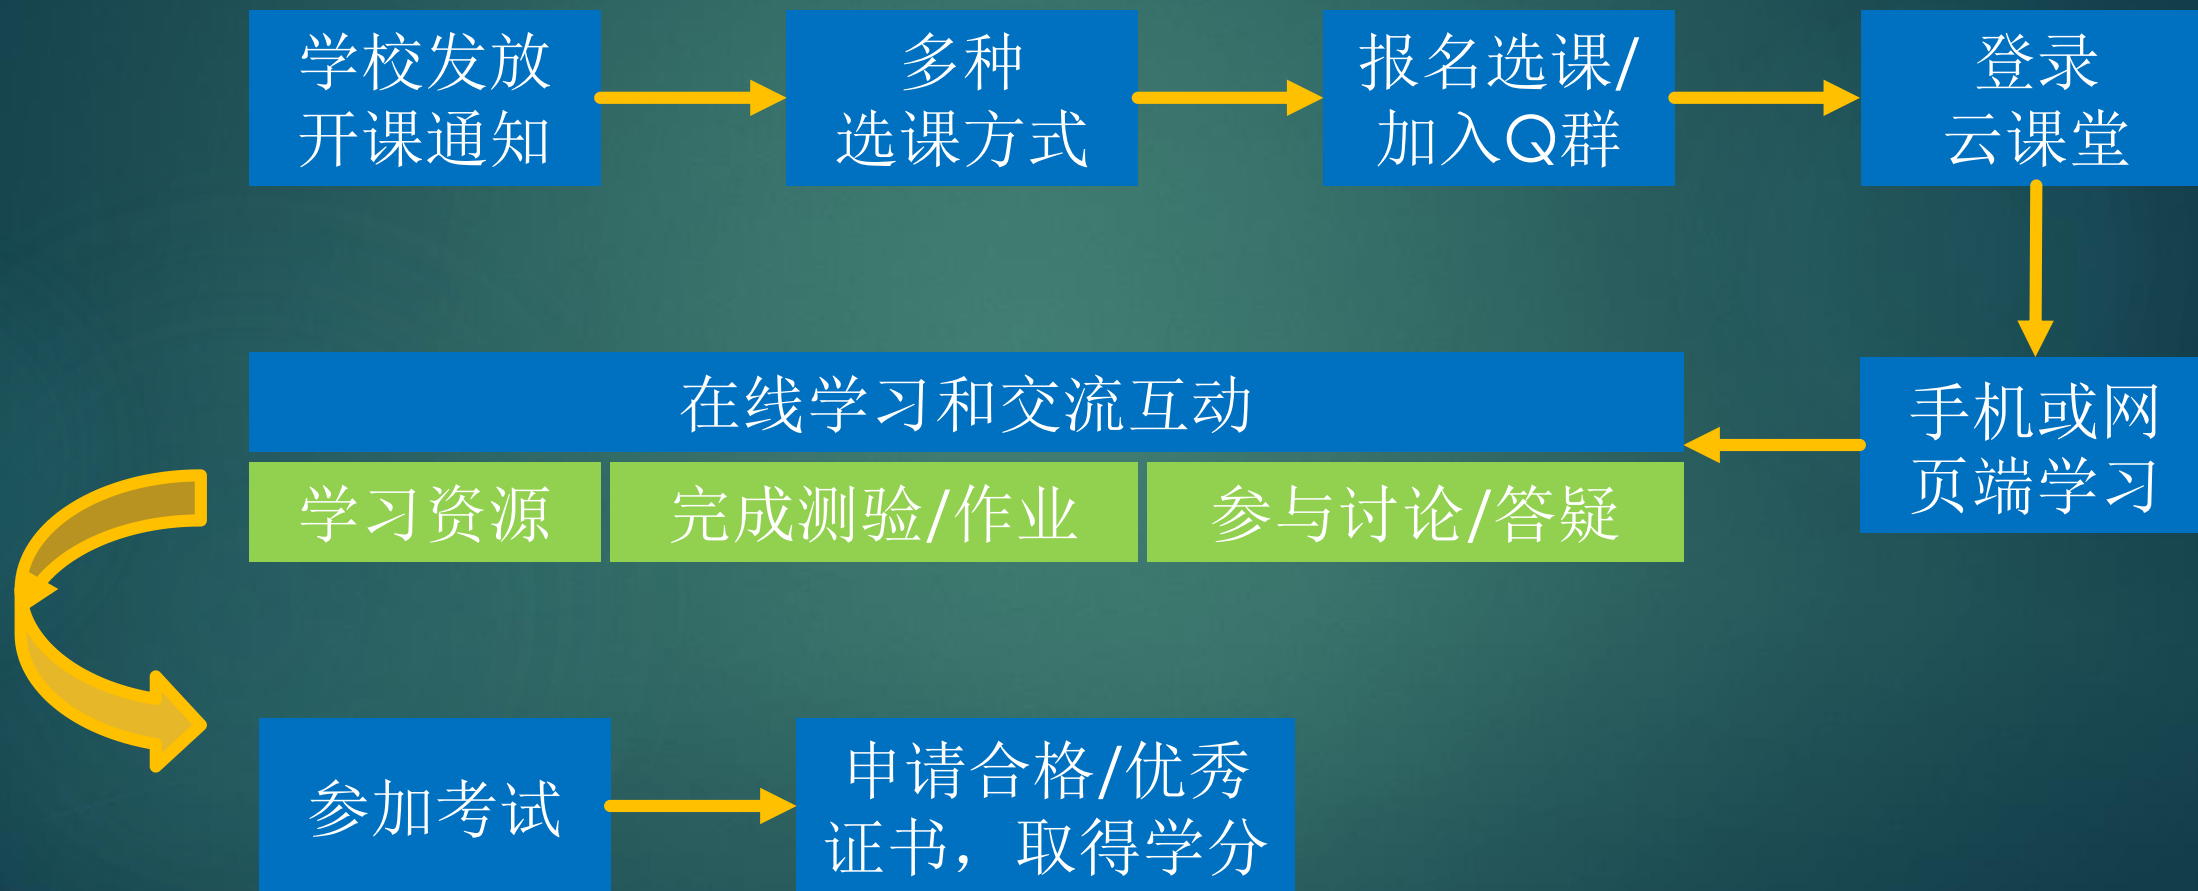 学校发放
开课通知
多种
选课方式
报名选课/
加入Q群
登录
云课堂
手机或网
页端学习
在线学习和交流互动
学习资源
完成测验/作业
参与讨论/答疑
参加考试
申请合格/优秀
证书，取得学分